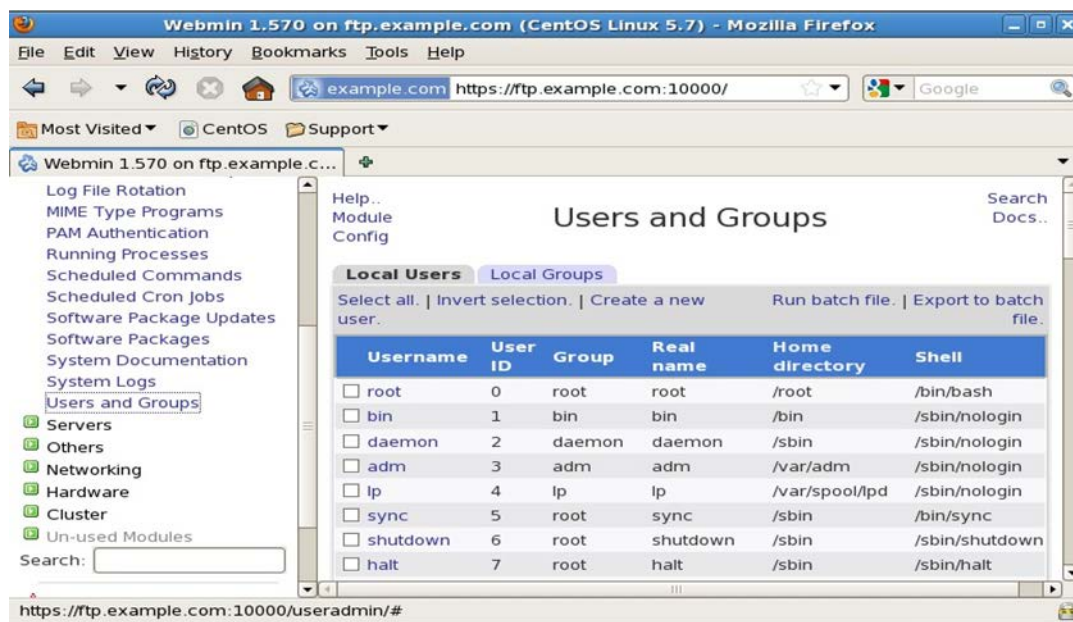 Webmin 1.570 on ftp.example.com (CentOS Linux 5.7) - Mozilla Firefox
File Edit View History Bookmarks Tools Help
example.com https://ftp.example.com:10000/ Google
Most Visited CentOS Support
Webmin 1.570 on ftp.example.c...
Log File Rotation
MIME Type Programs
PAM Authentication
Running Processes
Scheduled Commands
Scheduled Cron Jobs
Software Package Updates
Software Packages
System Documentation
System Logs
Users and Groups
Servers
Others
Networking
Hardware
Cluster
Un-used Modules
Search:
Help..
Module
Config
Users and Groups
Search
Docs..
Local Users Local Groups
Select all. | Invert selection. | Create a new
user.
Run batch file. | Export to batch
file.
Username User ID Group Real name Home directory Shell
root 0 root root /root /bin/bash
bin 1 bin bin /bin /sbin/nologin
daemon 2 daemon daemon /sbin /sbin/nologin
adm 3 adm adm /var/adm /sbin/nologin
lp 4 lp lp /var/spool/lpd /sbin/nologin
sync 5 root sync /sbin /bin/sync
shutdown 6 root shutdown /sbin /sbin/shutdown
halt 7 root halt /sbin /sbin/halt
https://ftp.example.com:10000/useradmin/#